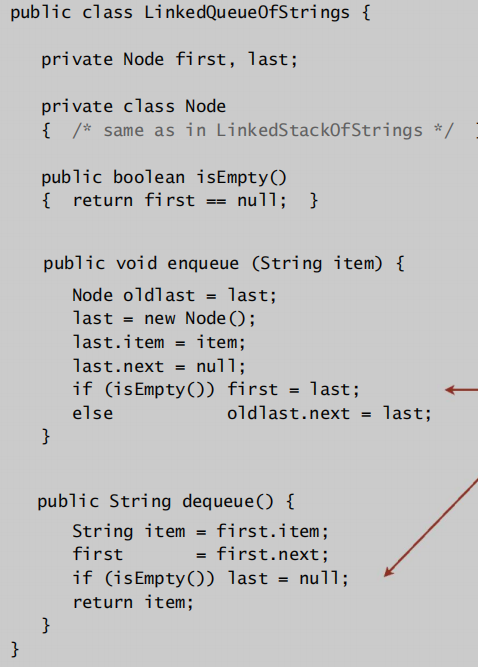 public class LinkedQueueOfStrings {
private Node first, last;
private class Node
{ /* same as in LinkedStackOfStrings */ }
public boolean isEmpty()
{ return first == null; }
public void enqueue (String item) {
Node oldlast = last;
last = new Node();
last.item = item;
last.next = null;
if (isEmpty()) first = last;
else oldlast.next = last;
}
public String dequeue() {
String item = first.item;
first = first.next;
if (isEmpty()) last = null;
return item;
}
}